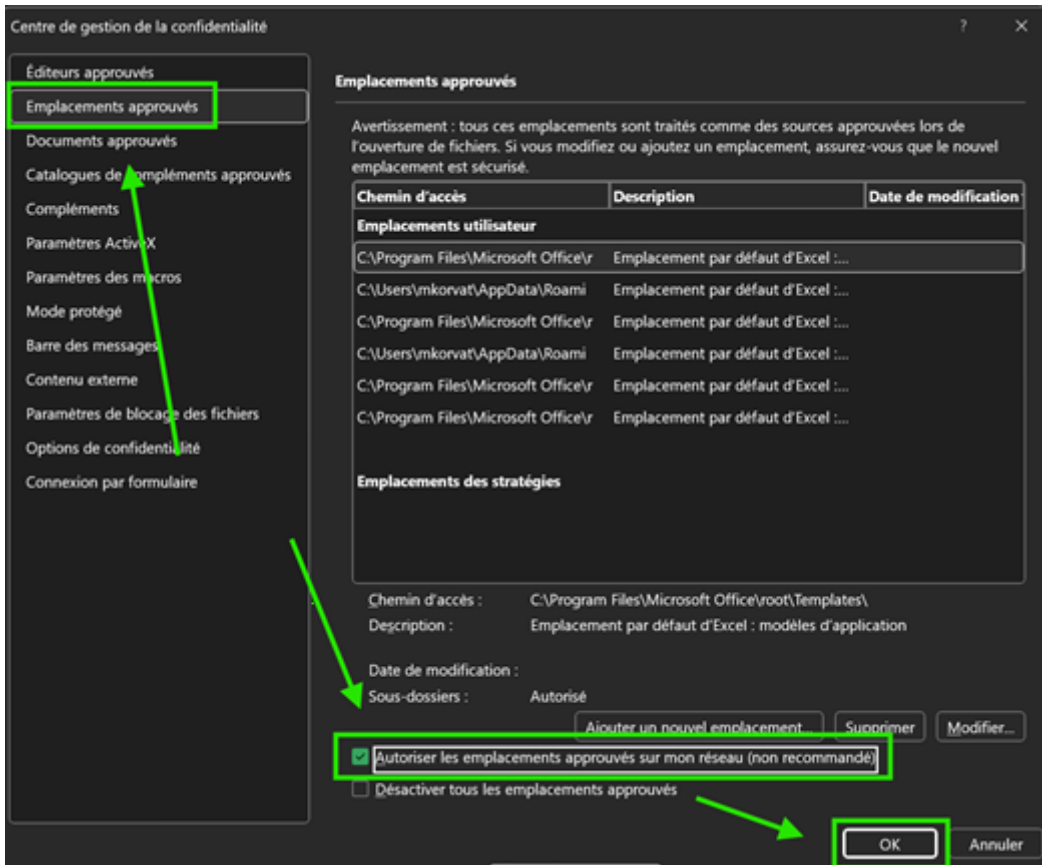 Centre de gestion de la confidentialité
?
Éditeurs approuvés
Emplacements approuvés
Documents approuvés
Catalogues de compléments approuvés
Compléments
Paramètres ActiveX
Paramètres des macros
Mode protégé
Barre des messages
Contenu externe
Paramètres de blocage des fichiers
Options de confidentialité
Connexion par formulaire
Emplacements approuvés
Avertissement : tous ces emplacements sont traités comme des sources approuvées lors de
l'ouverture de fichiers. Si vous modifiez ou ajoutez un emplacement, assurez-vous que le nouvel
emplacement est sécurisé.
Chemin d'accès Description Date de modification
Emplacements utilisateur
C:\Program Files\Microsoft Office\r Emplacement par défaut d'Excel :...
C:\Users\mkorvat\AppData\Roami Emplacement par défaut d'Excel :...
C:\Program Files\Microsoft Office\r Emplacement par défaut d'Excel :...
C:\Users\mkorvat\AppData\Roami Emplacement par défaut d'Excel :...
C:\Program Files\Microsoft Office\r Emplacement par défaut d'Excel :...
C:\Program Files\Microsoft Office\r Emplacement par défaut d'Excel :...
Emplacements des stratégies
Chemin d'accès : C:\Program Files\Microsoft Office\root\Templates\
Description : Emplacement par défaut d'Excel : modèles d'application
Date de modification :
Sous-dossiers : Autorisé
Ajouter un nouvel emplacement... Supprimer Modifier...
Autoriser les emplacements approuvés sur mon réseau (non recommandé)
Désactiver tous les emplacements approuvés
OK Annuler